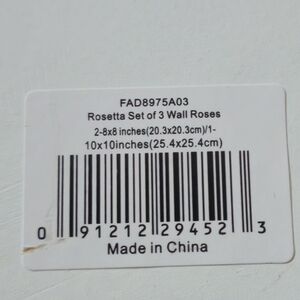 FAD8975A03
Rosetta Set of 3 Wall Roses
2-8x8 inches(20.3x20.3cm)/1-
10x10inches(25.4x25.4cm)
0 91212 29452 3
Made in China